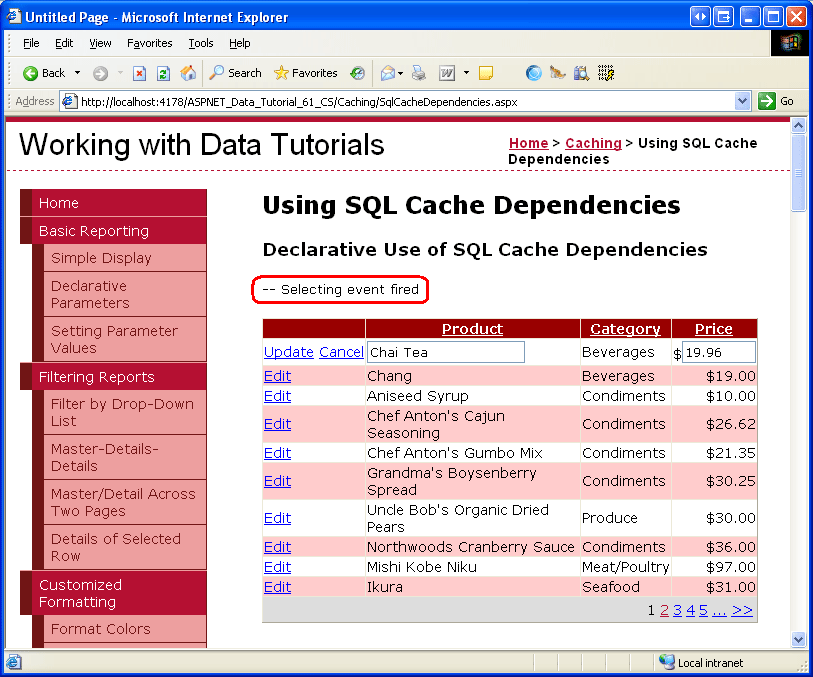 Untitled Page - Microsoft Internet Explorer
File Edit View Favorites Tools Help
Back Search Favorites
Address http://localhost:4178/ASPNET_Data_Tutorial_61_CS/Caching/SqlCacheDependencies.aspx Go
Working with Data Tutorials
Home > Caching > Using SQL Cache
Dependencies
Home
Basic Reporting
Simple Display
Declarative
Parameters
Setting Parameter
Values
Filtering Reports
Filter by Drop-Down
List
Master-Details-
Details
Master/Detail Across
Two Pages
Details of Selected
Row
Customized
Formatting
Format Colors
Using SQL Cache Dependencies
Declarative Use of SQL Cache Dependencies
-- Selecting event fired
Product Category Price
Update Cancel Chai Tea Beverages $ 19.96
Edit Chang Beverages $19.00
Edit Aniseed Syrup Condiments $10.00
Edit Chef Anton's Cajun
Seasoning Condiments $26.62
Edit Chef Anton's Gumbo Mix Condiments $21.35
Edit Grandma's Boysenberry
Spread Condiments $30.25
Edit Uncle Bob's Organic Dried
Pears Produce $30.00
Edit Northwoods Cranberry Sauce Condiments $36.00
Edit Mishi Kobe Niku Meat/Poultry $97.00
Edit Ikura Seafood $31.00
1 2 3 4 5 ... >>
Local intranet